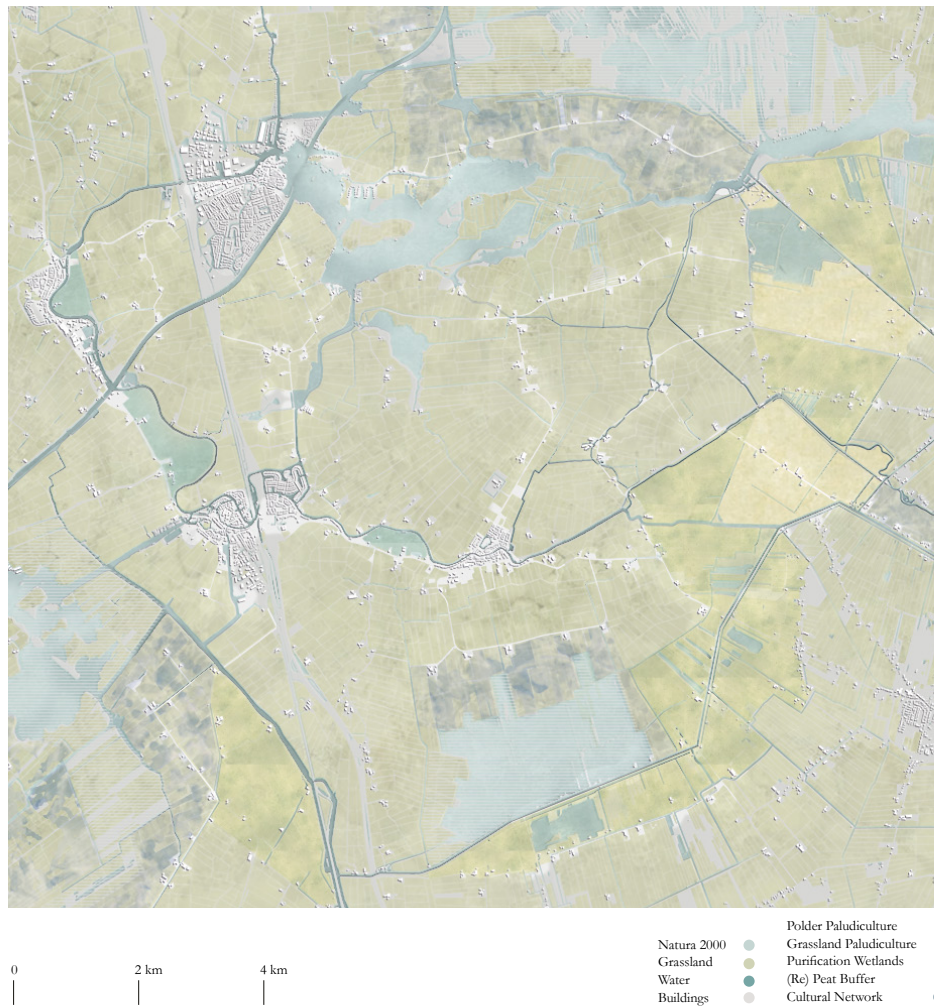 Polder Paludiculture
Natura 2000
Grassland Paludiculture
Grassland
Purification Wetlands
0
2 km
4 km
Water
(Re) Peat Buffer
Buildings
Cultural Network